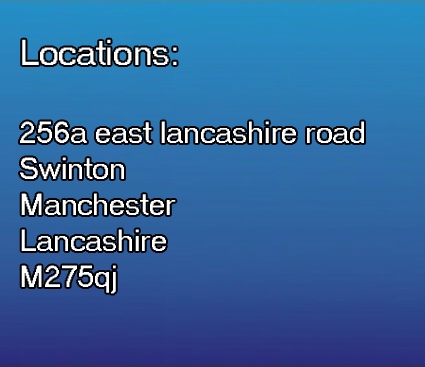 Locations:
256a east lancashire road
Swinton
Manchester
Lancashire
M275qj